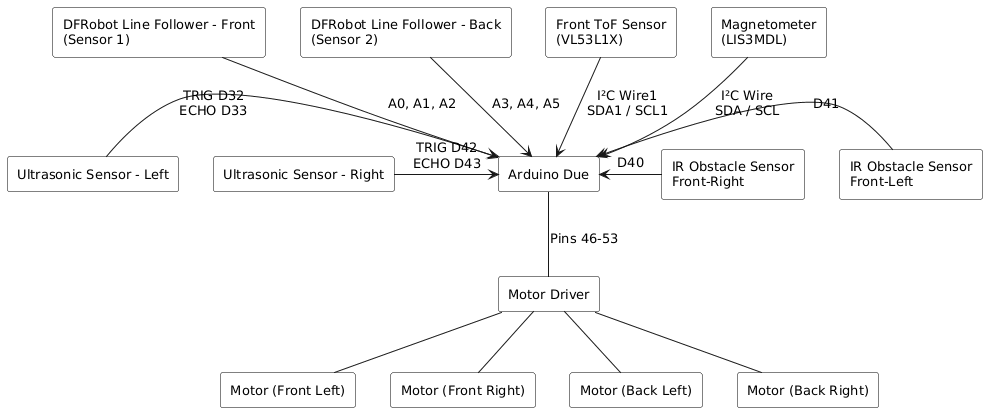 DFRobot Line Follower - Front
(Sensor 1)
DFRobot Line Follower - Back
(Sensor 2)
Front ToF Sensor
(VL53L1X)
Magnetometer
(LIS3MDL)
TRIG D32
ECHO D33
A0, A1, A2
A3, A4, A5
I²C Wire1
SDA1 / SCL1
I²C Wire
SDA / SCL
D41
TRIG D42
ECHO D43
D40
Ultrasonic Sensor - Left
Ultrasonic Sensor - Right
Arduino Due
IR Obstacle Sensor
Front-Right
IR Obstacle Sensor
Front-Left
Pins 46-53
Motor Driver
Motor (Front Left)
Motor (Front Right)
Motor (Back Left)
Motor (Back Right)